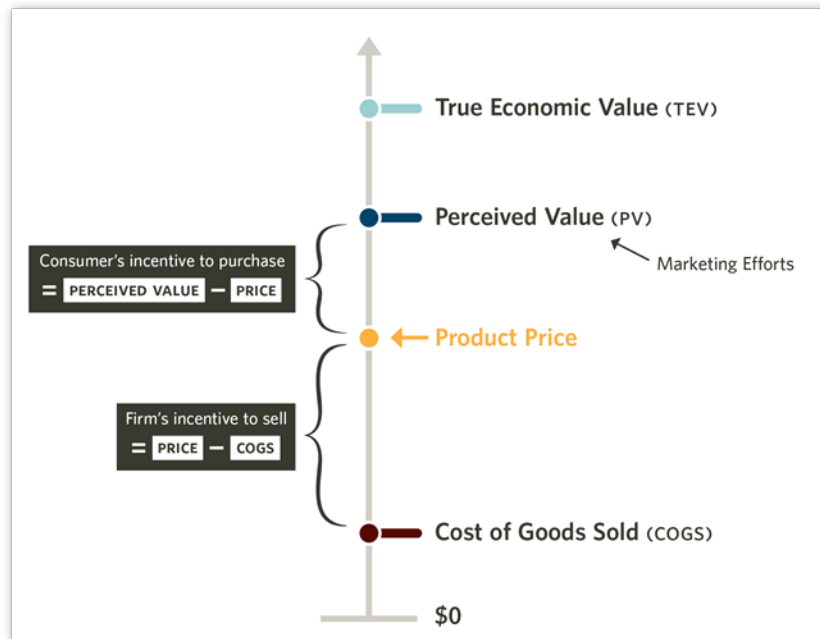 True Economic Value (TEV)
Perceived Value (PV)
Marketing Efforts
Consumer's incentive to purchase
= PERCEIVED VALUE – PRICE
Product Price
Firm's incentive to sell
= PRICE – COGS
Cost of Goods Sold (COGS)
$0